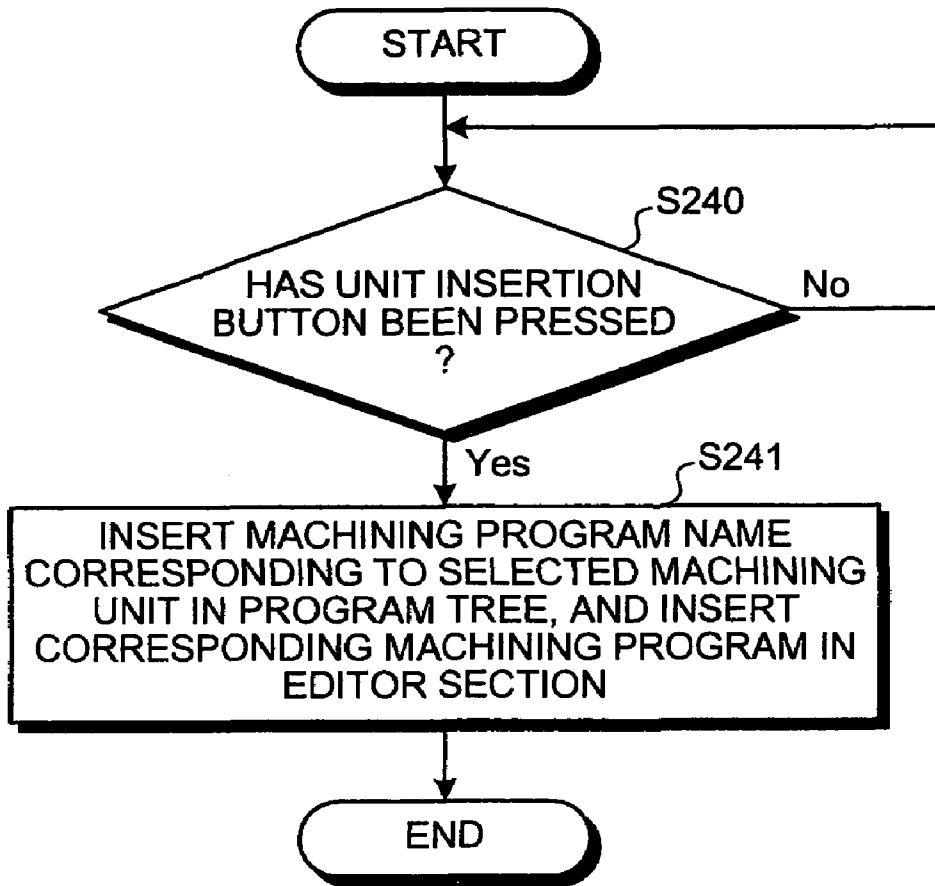 START
S240
HAS UNIT INSERTION
BUTTON BEEN PRESSED
?
No
Yes
S241
INSERT MACHINING PROGRAM NAME
CORRESPONDING TO SELECTED MACHINING
UNIT IN PROGRAM TREE, AND INSERT
CORRESPONDING MACHINING PROGRAM IN
EDITOR SECTION
END